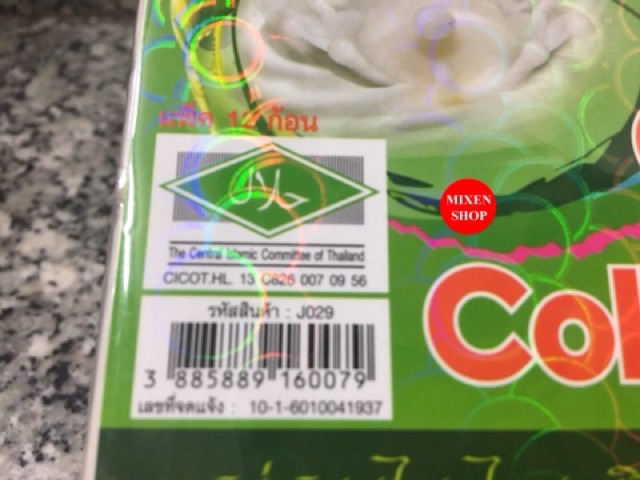 แพ็ค 12 ก้อน
حلال
MIXEN
SHOP
The Central Islamic Committee of Thailand
CICOT.HL. 13 C826 007 09 56
Col
รหัสสินค้า : J029
3 885889 160079
เลขที่จดแจ้ง : 10-1-6010041937